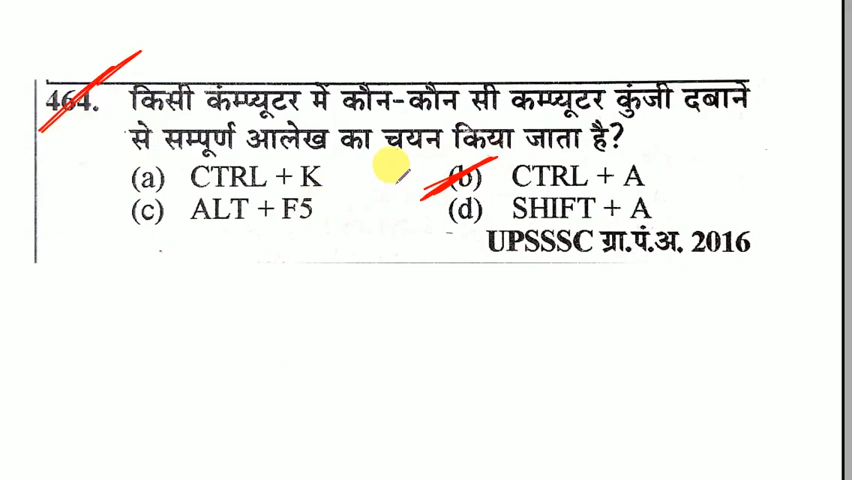 464. किसी कंम्प्यूटर में कौन-कौन सी कम्प्यूटर कुंजी दबाने
से सम्पूर्ण आलेख का चयन किया जाता है?
(a) CTRL + K (b) CTRL + A
(c) ALT + F5 (d) SHIFT + A
UPSSSC ग्रा.पं.अ. 2016